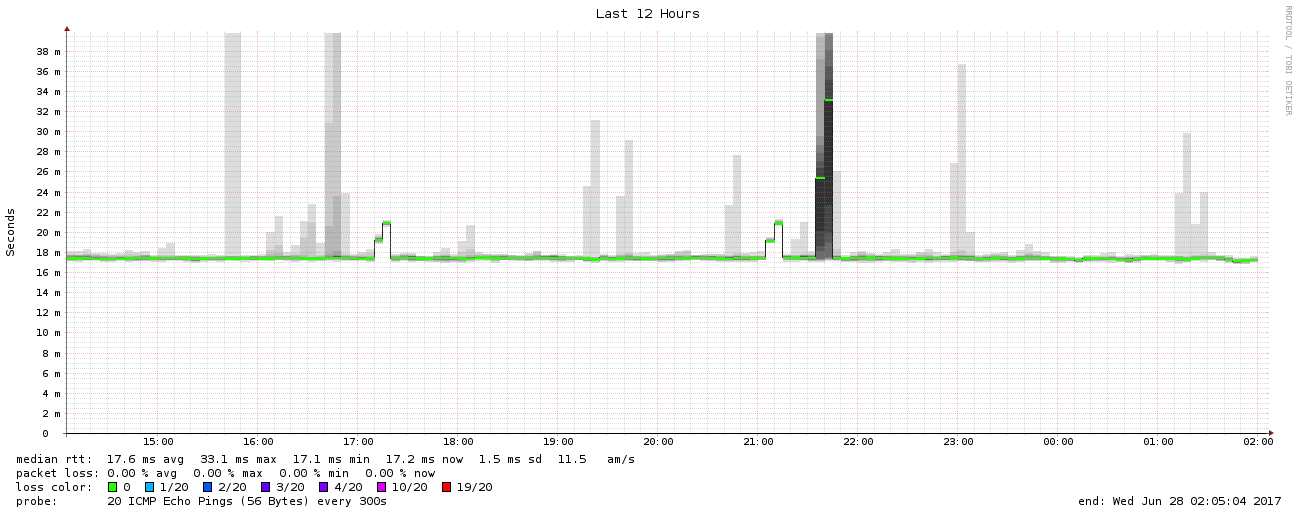 Last 12 Hours
RRDTOOL / TOBI OETIKER
Seconds
38 m
36 m
34 m
32 m
30 m
28 m
26 m
24 m
22 m
20 m
18 m
16 m
14 m
12 m
10 m
8 m
6 m
4 m
2 m
0
15:00 16:00 17:00 18:00 19:00 20:00 21:00 22:00 23:00 00:00 01:00 02:00
median rtt: 17.6 ms avg 33.1 ms max 17.1 ms min 17.2 ms now 1.5 ms sd 11.5 am/s
packet loss: 0.00 % avg 0.00 % max 0.00 % min 0.00 % now
loss color: 0 1/20 2/20 3/20 4/20 10/20 19/20
probe: 20 ICMP Echo Pings (56 Bytes) every 300s end: Wed Jun 28 02:05:04 2017